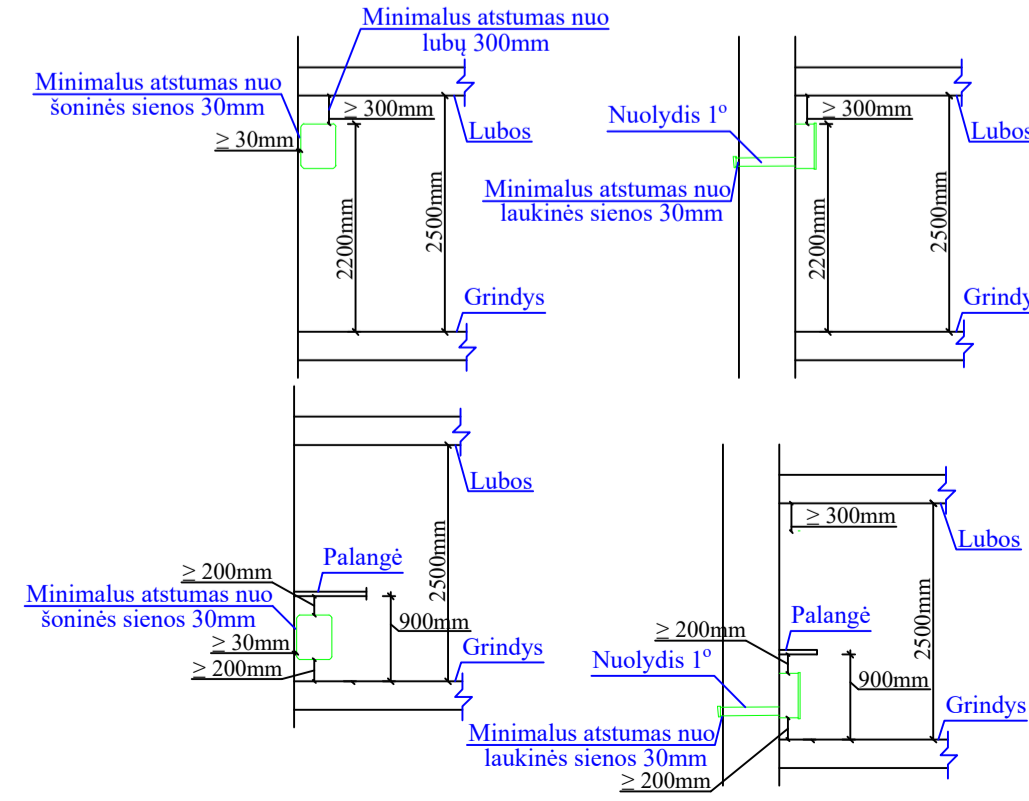 Minimalus atstumas nuo
lubų 300mm
Minimalus atstumas nuo
šoninės sienos 30mm
≥ 300mm
Lubos
≥ 30mm
2200mm
2500mm
Grindys
≥ 300mm
Lubos
Nuolydis 1°
Minimalus atstumas nuo
laukinės sienos 30mm
2200mm
2500mm
Grindy
Lubos
2500mm
Palangė
≥ 200mm
Minimalus atstumas nuo
šoninės sienos 30mm
900mm
≥ 30mm
Grindys
≥ 200mm
≥ 300mm
Lubos
2500mm
Palangė
≥ 200mm
Nuolydis 1°
900mm
Grindys
Minimalus atstumas nuo
laukinės sienos 30mm
≥ 200mm